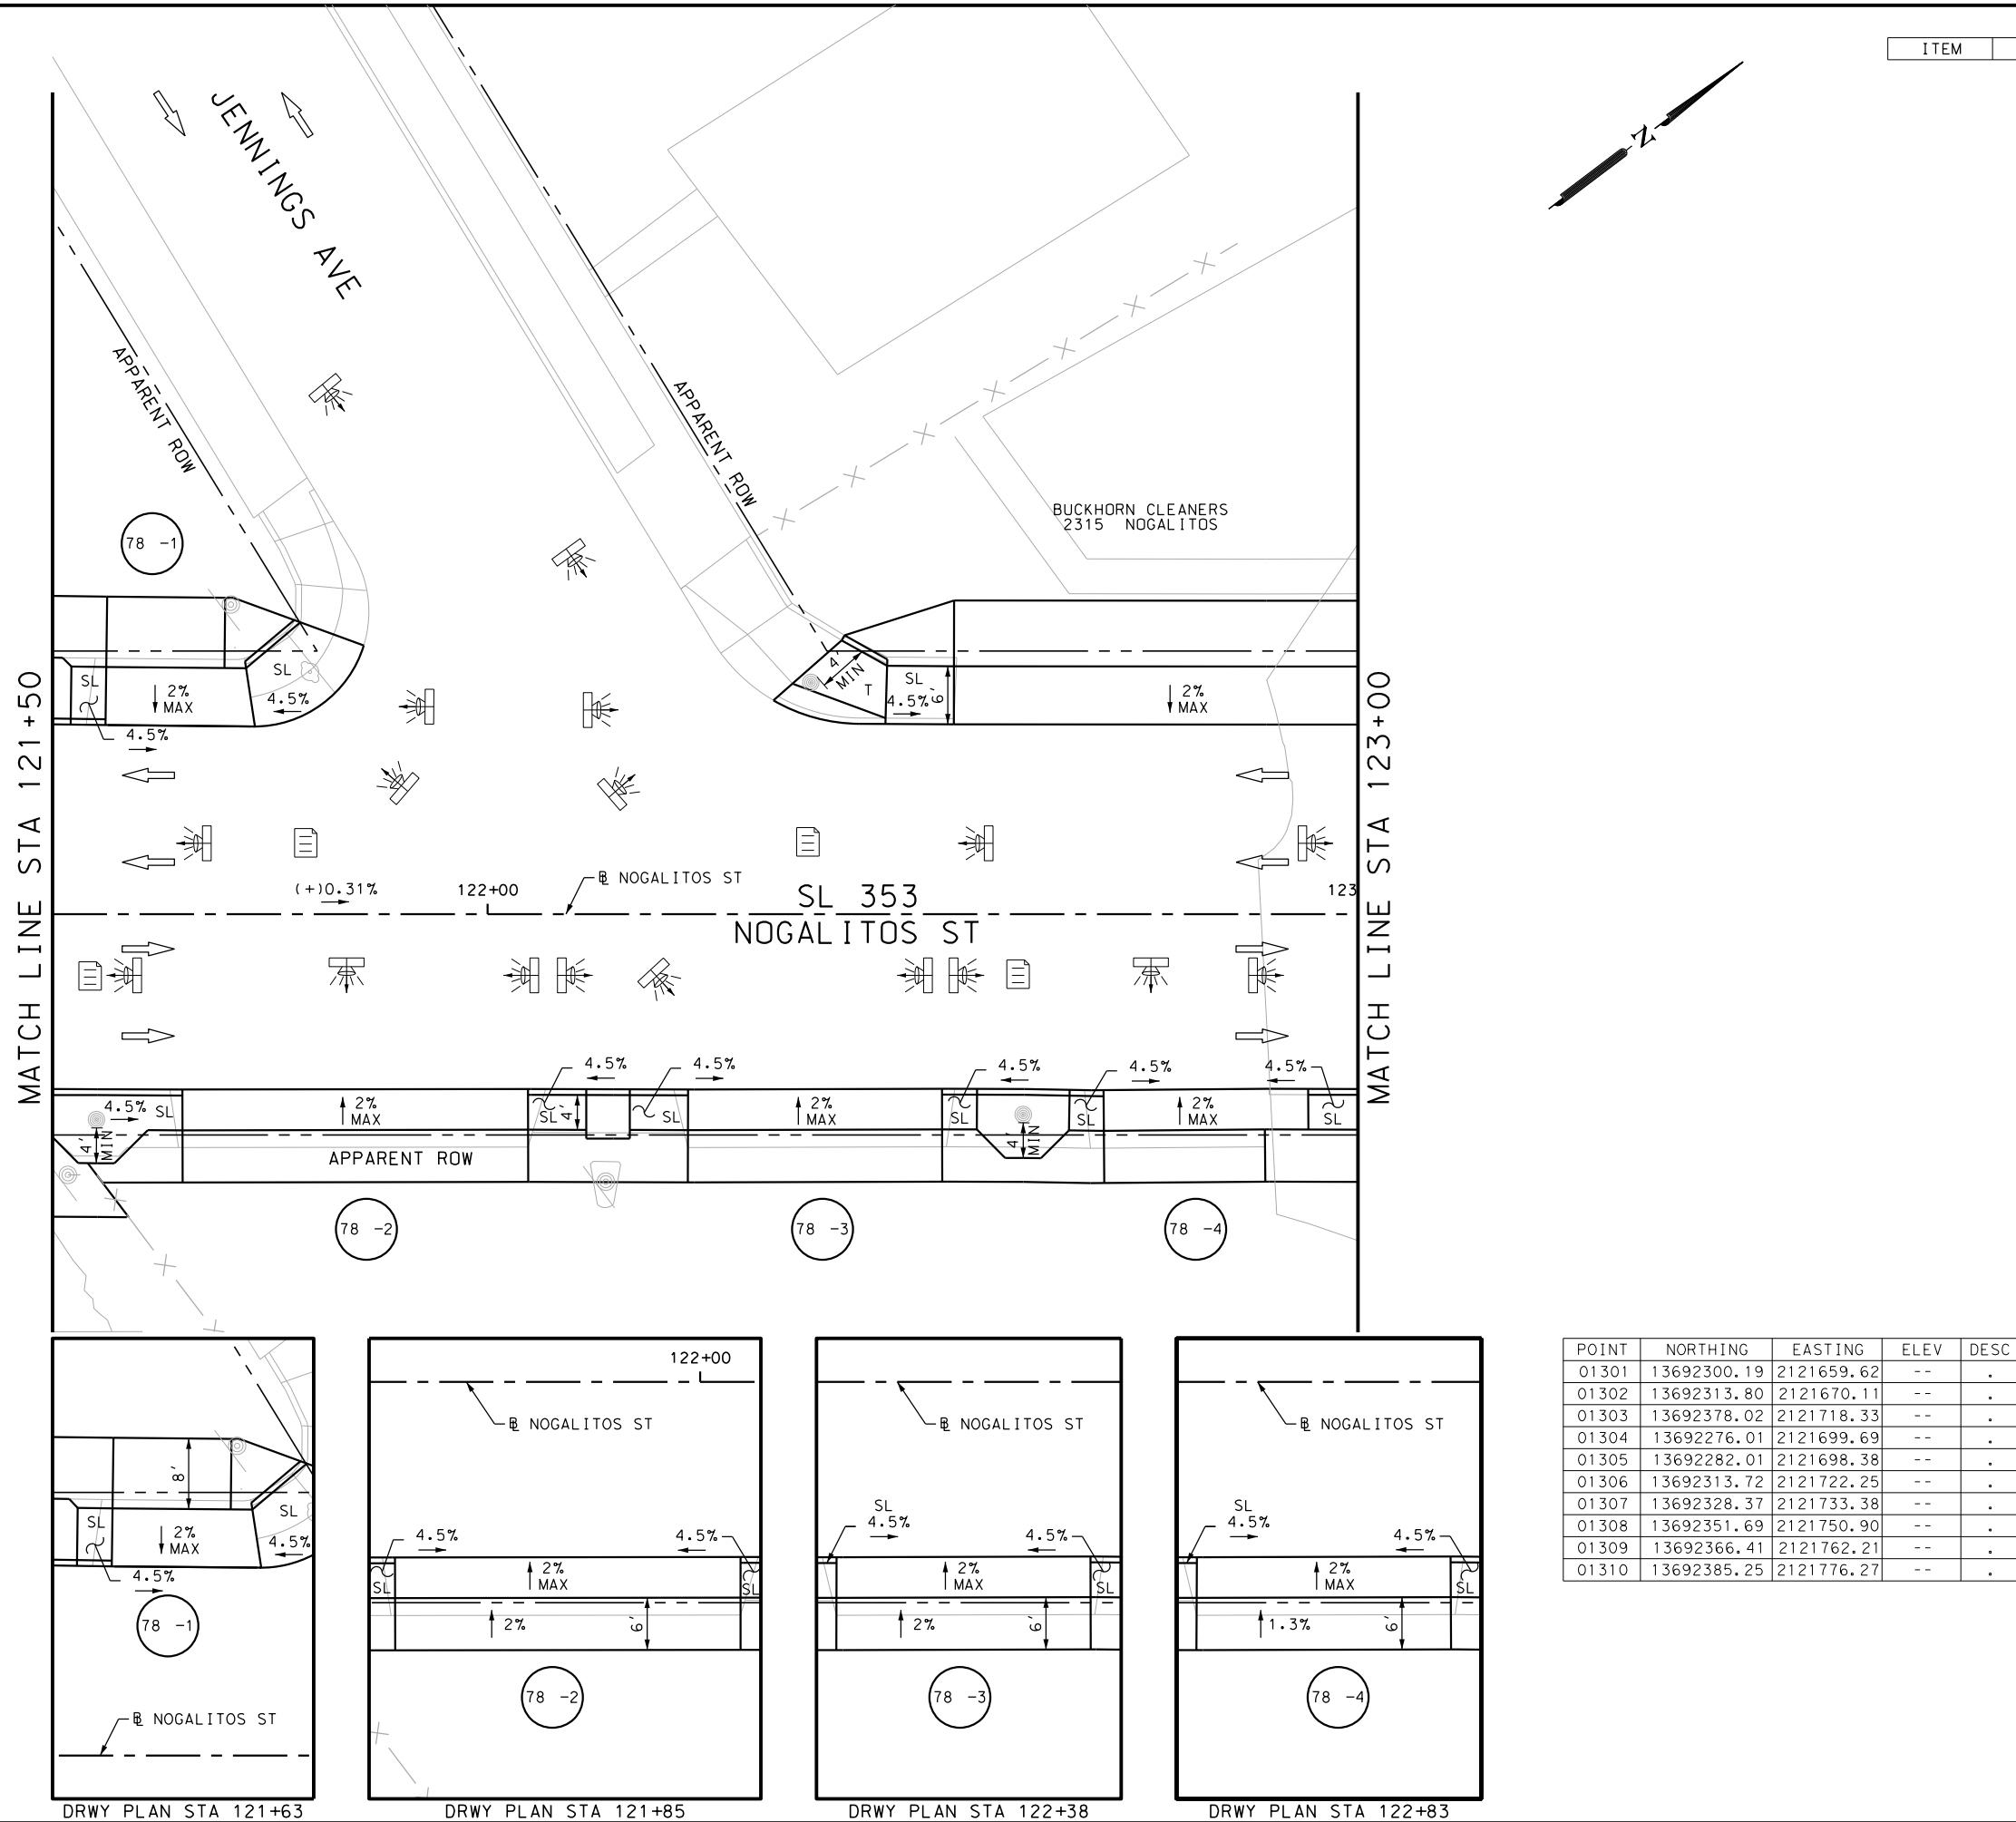 ITEM
N
JENNINGS AVE
APPARENT ROW
APPARENT ROW
BUCKHORN CLEANERS
2315 NOGALITOS
78 -1
MATCH LINE STA 121+50
SL
2%
MAX
4.5%
SL
4.5%
4'
MIN
T
SL
4.5%
6'
2%
MAX
MATCH LINE STA 123+00
(+)0.31%
122+00
BL NOGALITOS ST
SL 353
NOGALITOS ST
123
4.5%
4.5%
4.5%
4.5%
4.5%
4.5%
SL
4'
MIN
2%
MAX
SL
4'
SL
2%
MAX
SL
4'
MIN
SL
2%
MAX
SL
APPARENT ROW
78 -2
78 -3
78 -4
8'
SL
2%
MAX
4.5%
SL
4.5%
78 -1
BL NOGALITOS ST
DRWY PLAN STA 121+63
122+00
BL NOGALITOS ST
4.5%
4.5%
SL
2%
MAX
SL
2%
6'
78 -2
DRWY PLAN STA 121+85
BL NOGALITOS ST
SL
4.5%
4.5%
2%
MAX
SL
2%
6'
78 -3
DRWY PLAN STA 122+38
BL NOGALITOS ST
SL
4.5%
4.5%
2%
MAX
SL
1.3%
6'
78 -4
DRWY PLAN STA 122+83
POINT NORTHING EASTING ELEV DESC
01301 13692300.19 2121659.62 -- .
01302 13692313.80 2121670.11 -- .
01303 13692378.02 2121718.33 -- .
01304 13692276.01 2121699.69 -- .
01305 13692282.01 2121698.38 -- .
01306 13692313.72 2121722.25 -- .
01307 13692328.37 2121733.38 -- .
01308 13692351.69 2121750.90 -- .
01309 13692366.41 2121762.21 -- .
01310 13692385.25 2121776.27 -- .